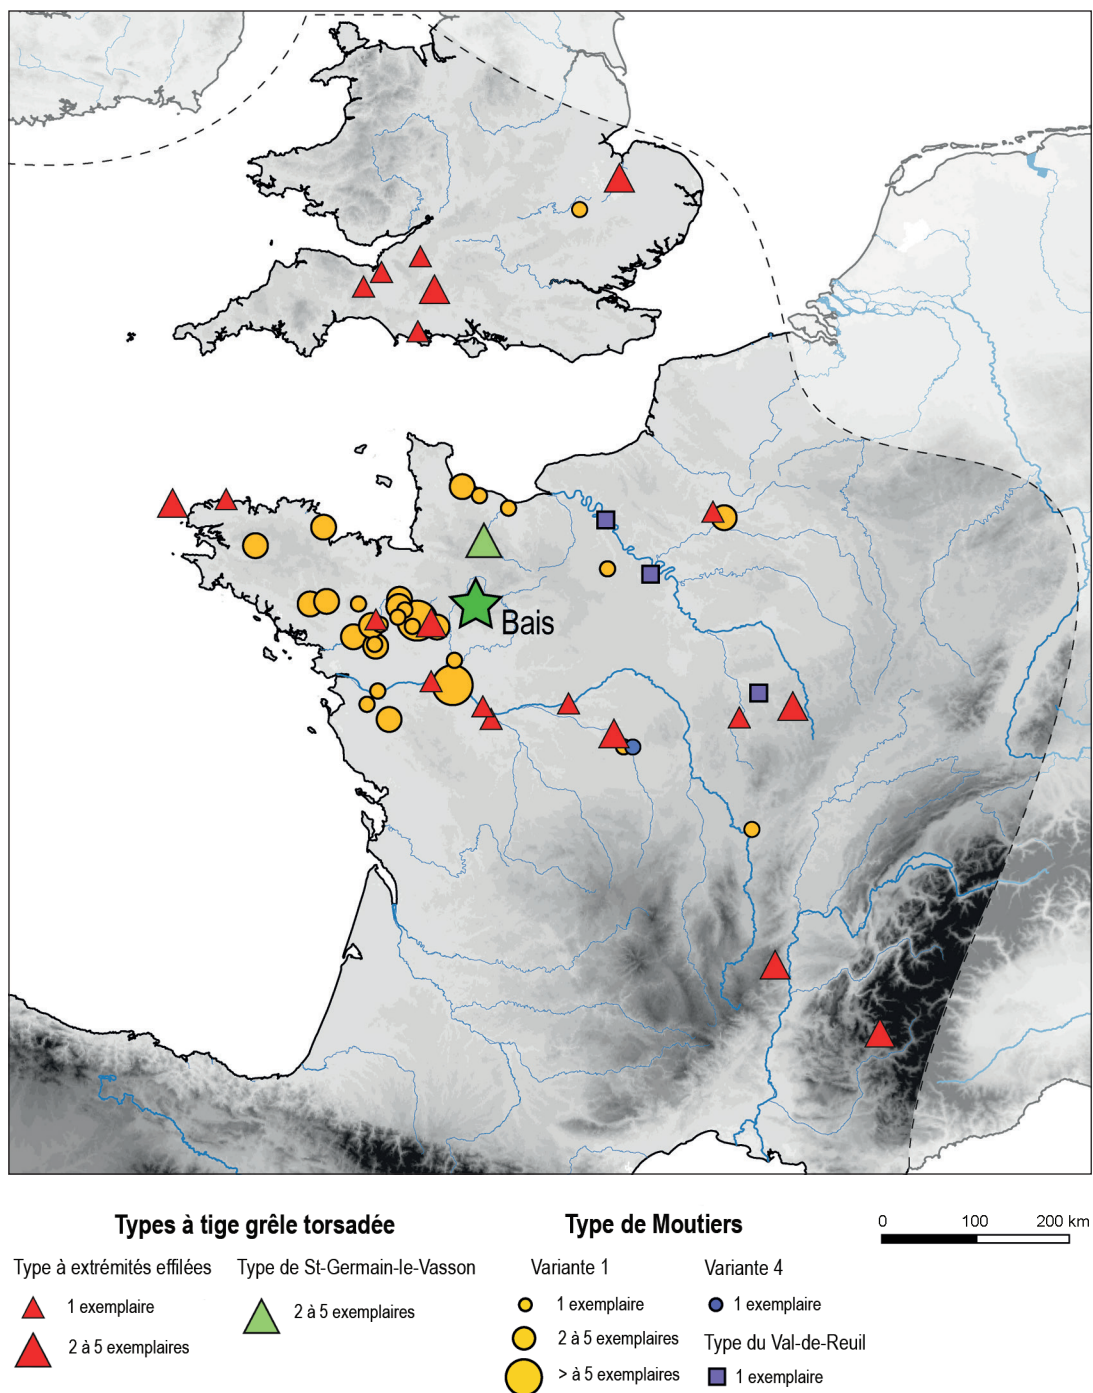 Bais
Types à tige grêle torsadée
Type de Moutiers
0 100 200 km
Type à extrémités effilées
Type de St-Germain-le-Vasson
Variante 1
Variante 4
1 exemplaire
2 à 5 exemplaires
1 exemplaire
1 exemplaire
2 à 5 exemplaires
2 à 5 exemplaires
Type du Val-de-Reuil
> à 5 exemplaires
1 exemplaire